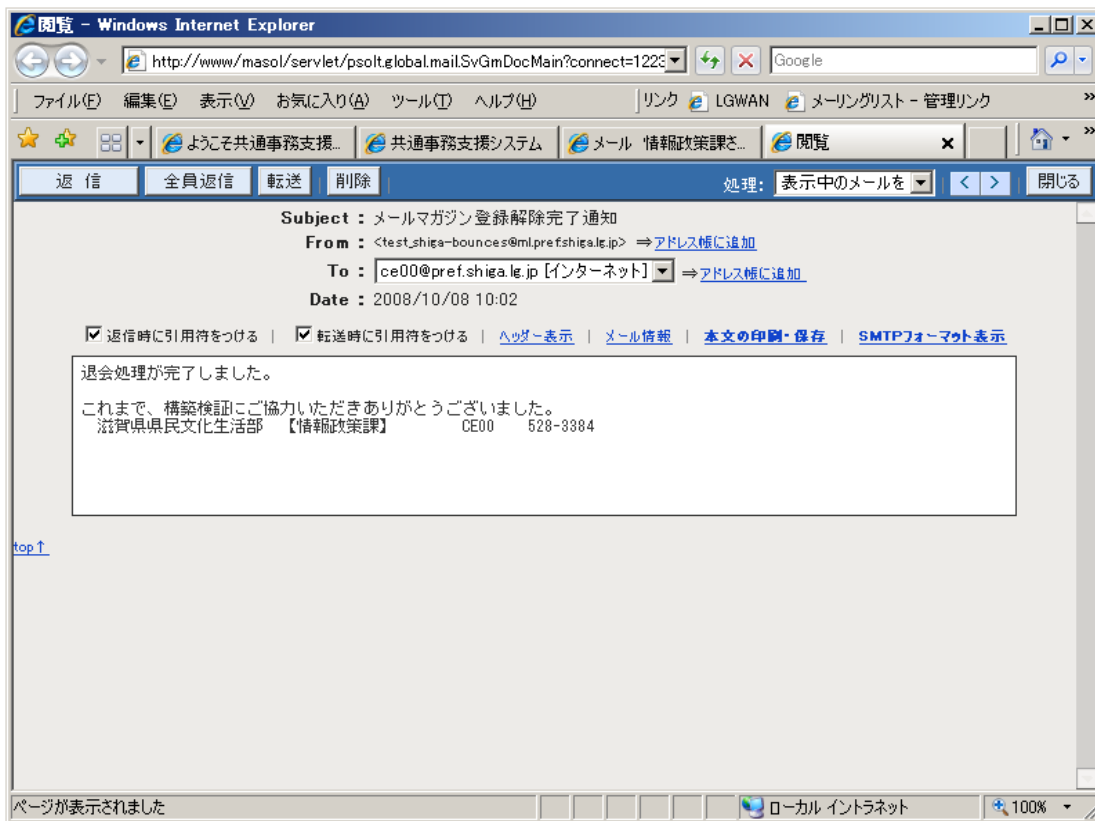 閲覧 - Windows Internet Explorer
http://www/masol/servlet/psolt.global.mail.SvGmDocMain?connect=122
Google
ファイル(F) 編集(E) 表示(V) お気に入り(A) ツール(T) ヘルプ(H) リンク LGWAN メーリングリスト - 管理リンク »
ようこそ共通事務支援... 共通事務支援システム メール 情報政策課さ... 閲覧 »
返 信 全員返信 転送 | 削除 | 処理: 表示中のメールを < > | 閉じる
Subject : メールマガジン登録解除完了通知
From : <test_shiga-bounces@ml.pref.shiga.lg.jp> ⇒アドレス帳に追加
To : ce00@pref.shiga.lg.jp [インターネット] ⇒アドレス帳に追加
Date : 2008/10/08 10:02
返信時に引用符をつける | 転送時に引用符をつける | ヘッダー表示 | メール情報 | 本文の印刷・保存 | SMTPフォーマット表示
退会処理が完了しました。
これまで、構築検証にご協力いただきありがとうございました。
滋賀県県民文化生活部 【情報政策課】 CE00 528-3384
top↑
ページが表示されました ローカル イントラネット 100%